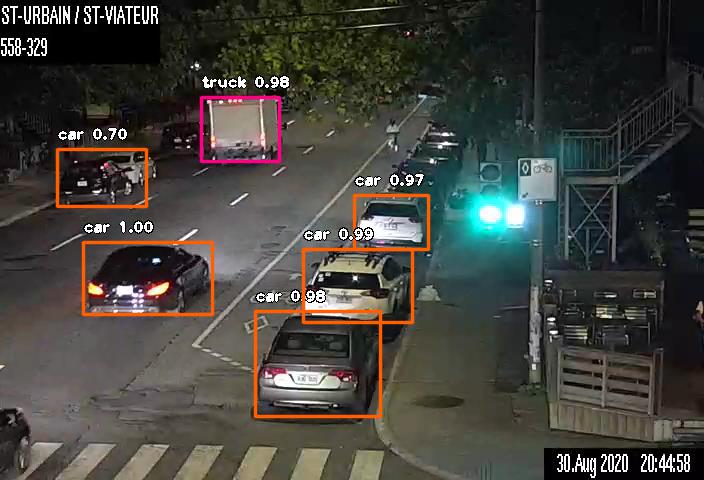 ST-URBAIN / ST-VIATEUR
558-329
truck 0.98
car 0.70
car 0.97
car 1.00
car 0.99
car 0.98
30.Aug 2020 20:44:58